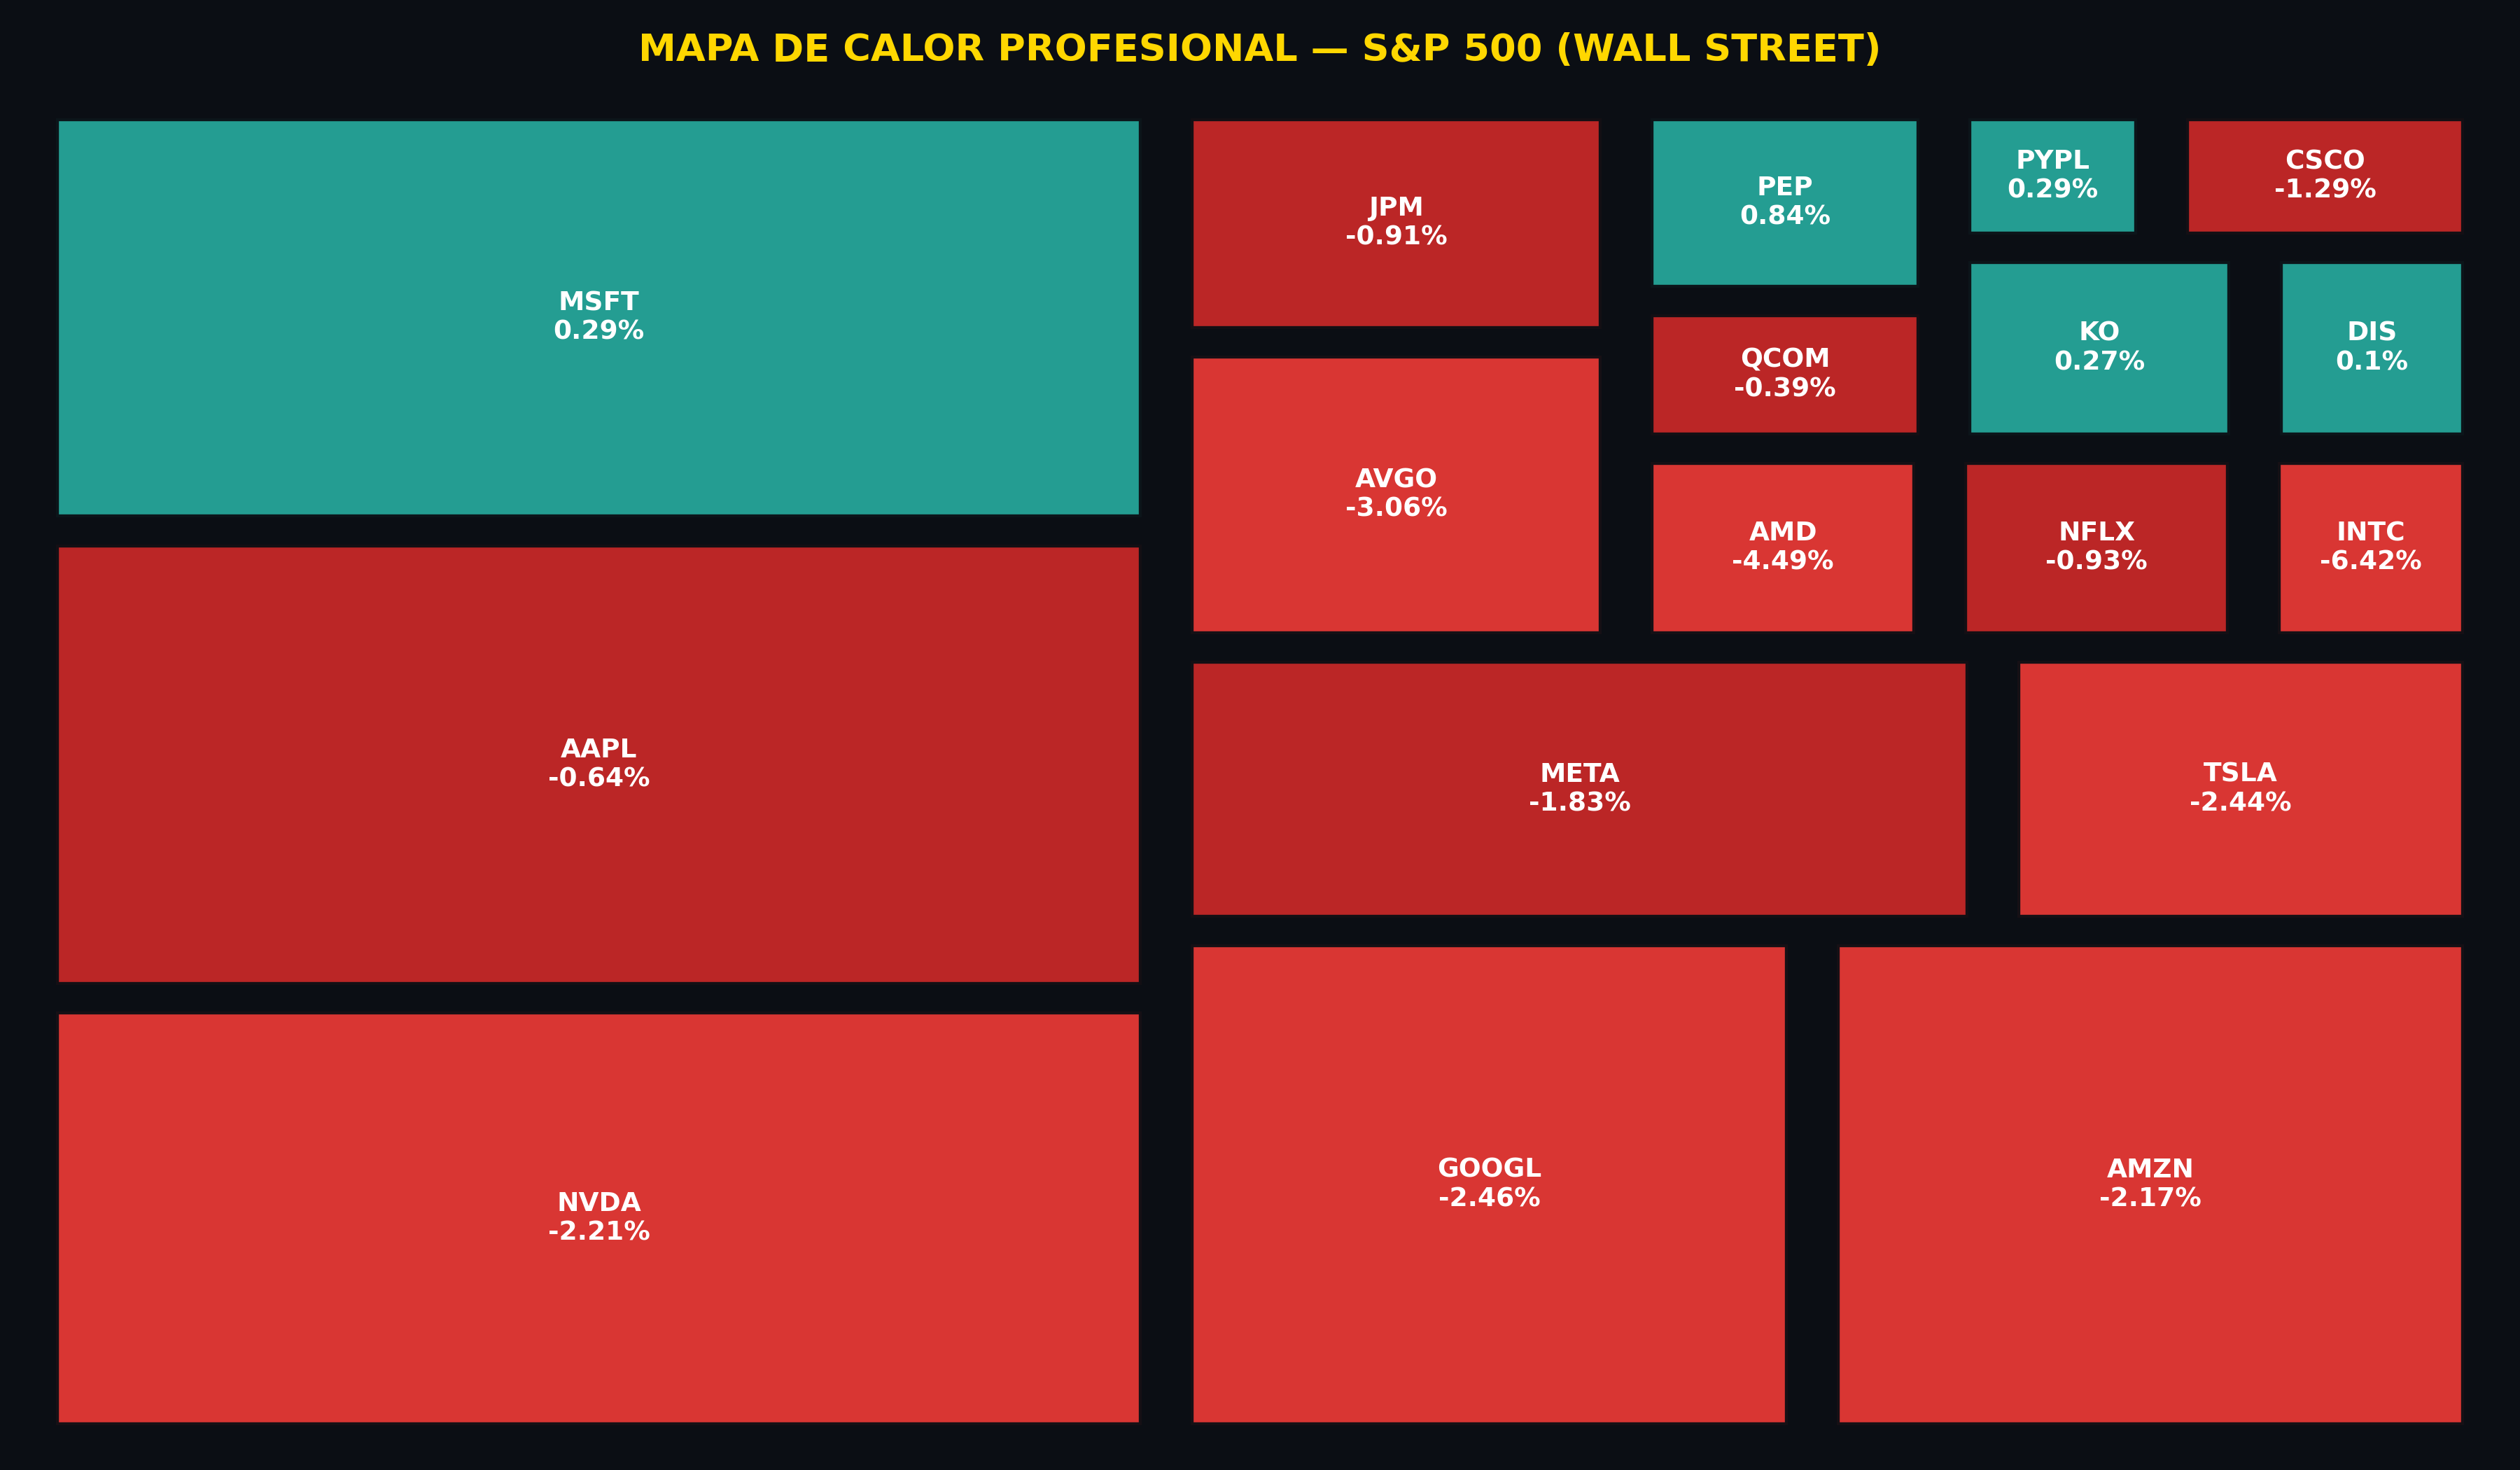 MAPA DE CALOR PROFESIONAL — S&P 500 (WALL STREET)
MSFT
0.29%
AAPL
-0.64%
NVDA
-2.21%
JPM
-0.91%
AVGO
-3.06%
PEP
0.84%
QCOM
-0.39%
PYPL
0.29%
CSCO
-1.29%
KO
0.27%
DIS
0.1%
AMD
-4.49%
NFLX
-0.93%
INTC
-6.42%
META
-1.83%
TSLA
-2.44%
GOOGL
-2.46%
AMZN
-2.17%